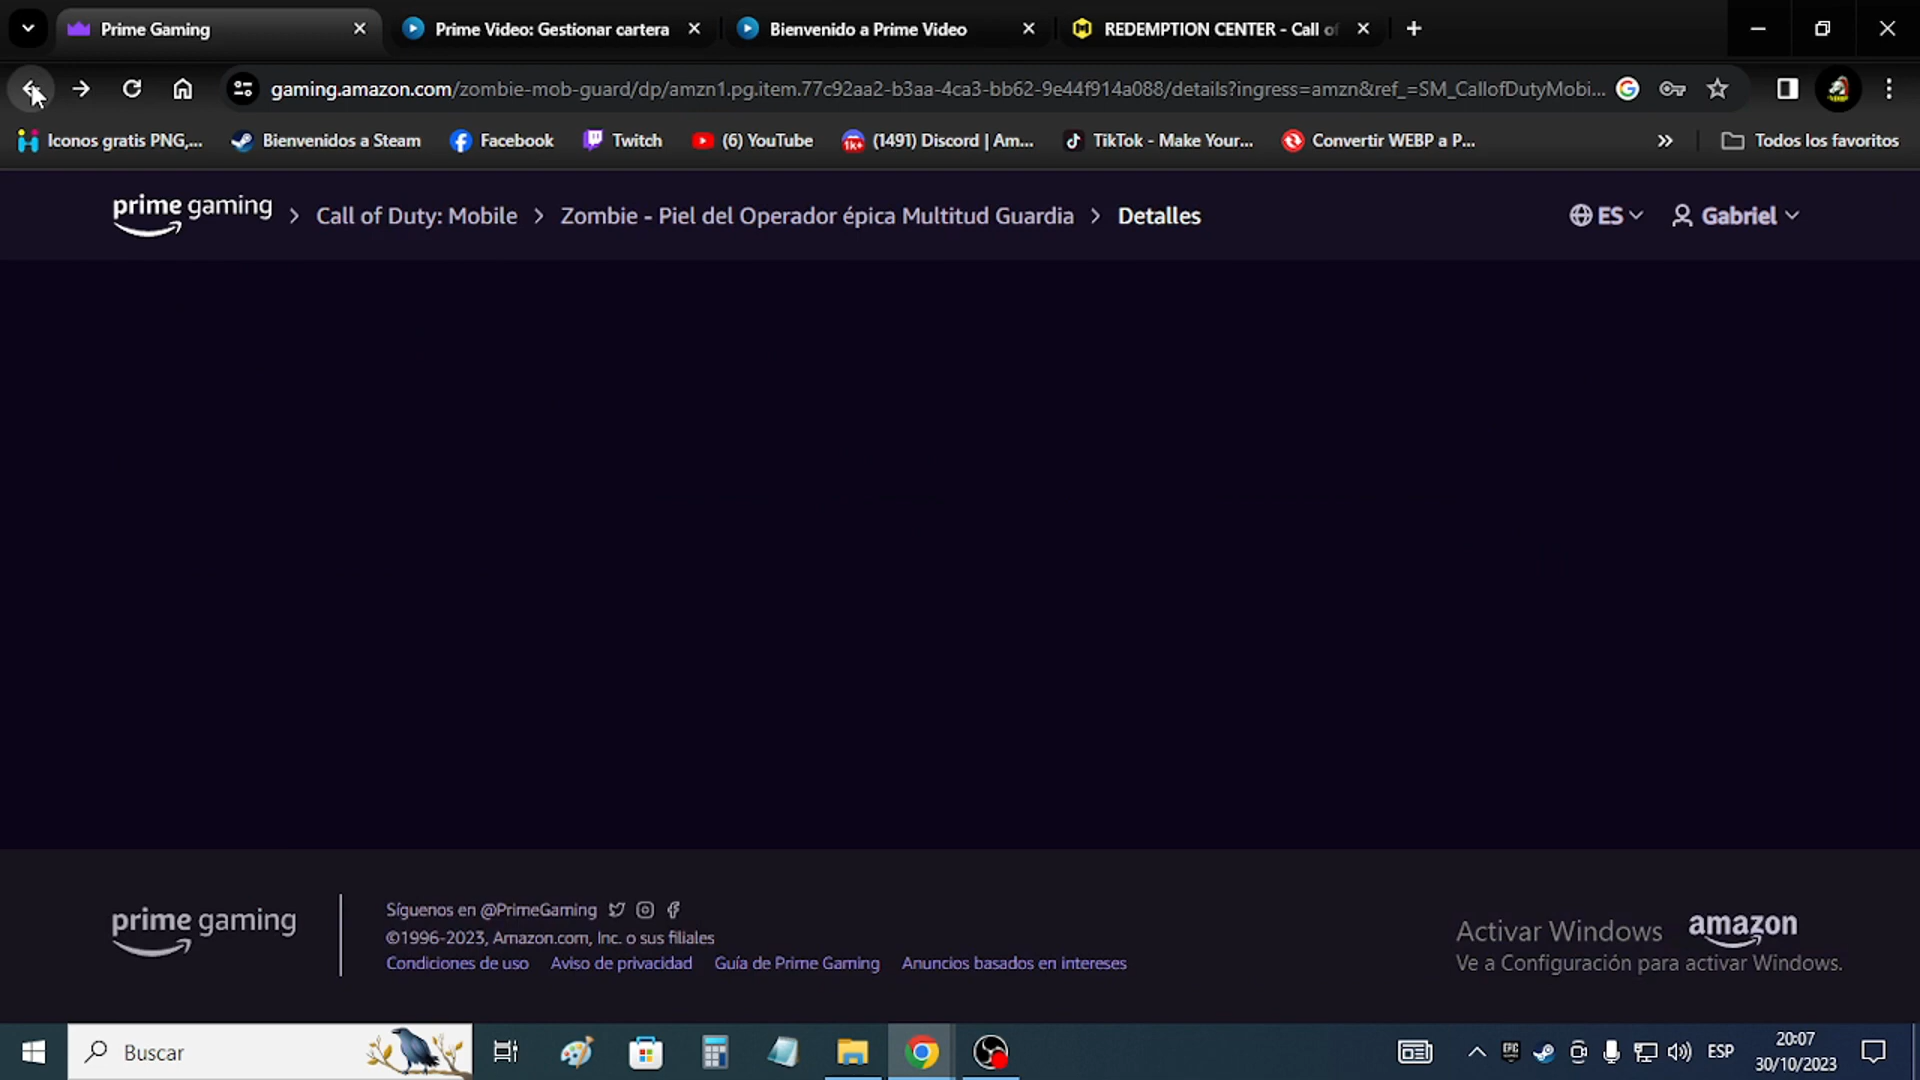 Prime Gaming
Prime Video: Gestionar cartera
Bienvenido a Prime Video
REDEMPTION CENTER - Call of
gaming.amazon.com/zombie-mob-guard/dp/amzn1.pg.item.77c92aa2-b3aa-4ca3-bb62-9e44f914a088/details?ingress=amzn&ref_=SM_CallofDutyMobi...
Iconos gratis PNG,...
Bienvenidos a Steam
Facebook
Twitch
(6) YouTube
(1491) Discord | Am...
TikTok - Make Your...
Convertir WEBP a P...
Todos los favoritos
prime gaming
Call of Duty: Mobile
Zombie - Piel del Operador épica Multitud Guardia
Detalles
ES
Gabriel
prime gaming
Síguenos en @PrimeGaming
©1996-2023, Amazon.com, Inc. o sus filiales
Condiciones de uso
Aviso de privacidad
Guía de Prime Gaming
Anuncios basados en intereses
amazon
Activar Windows
Ve a Configuración para activar Windows.
Buscar
EPIC
ESP
20:07
30/10/2023